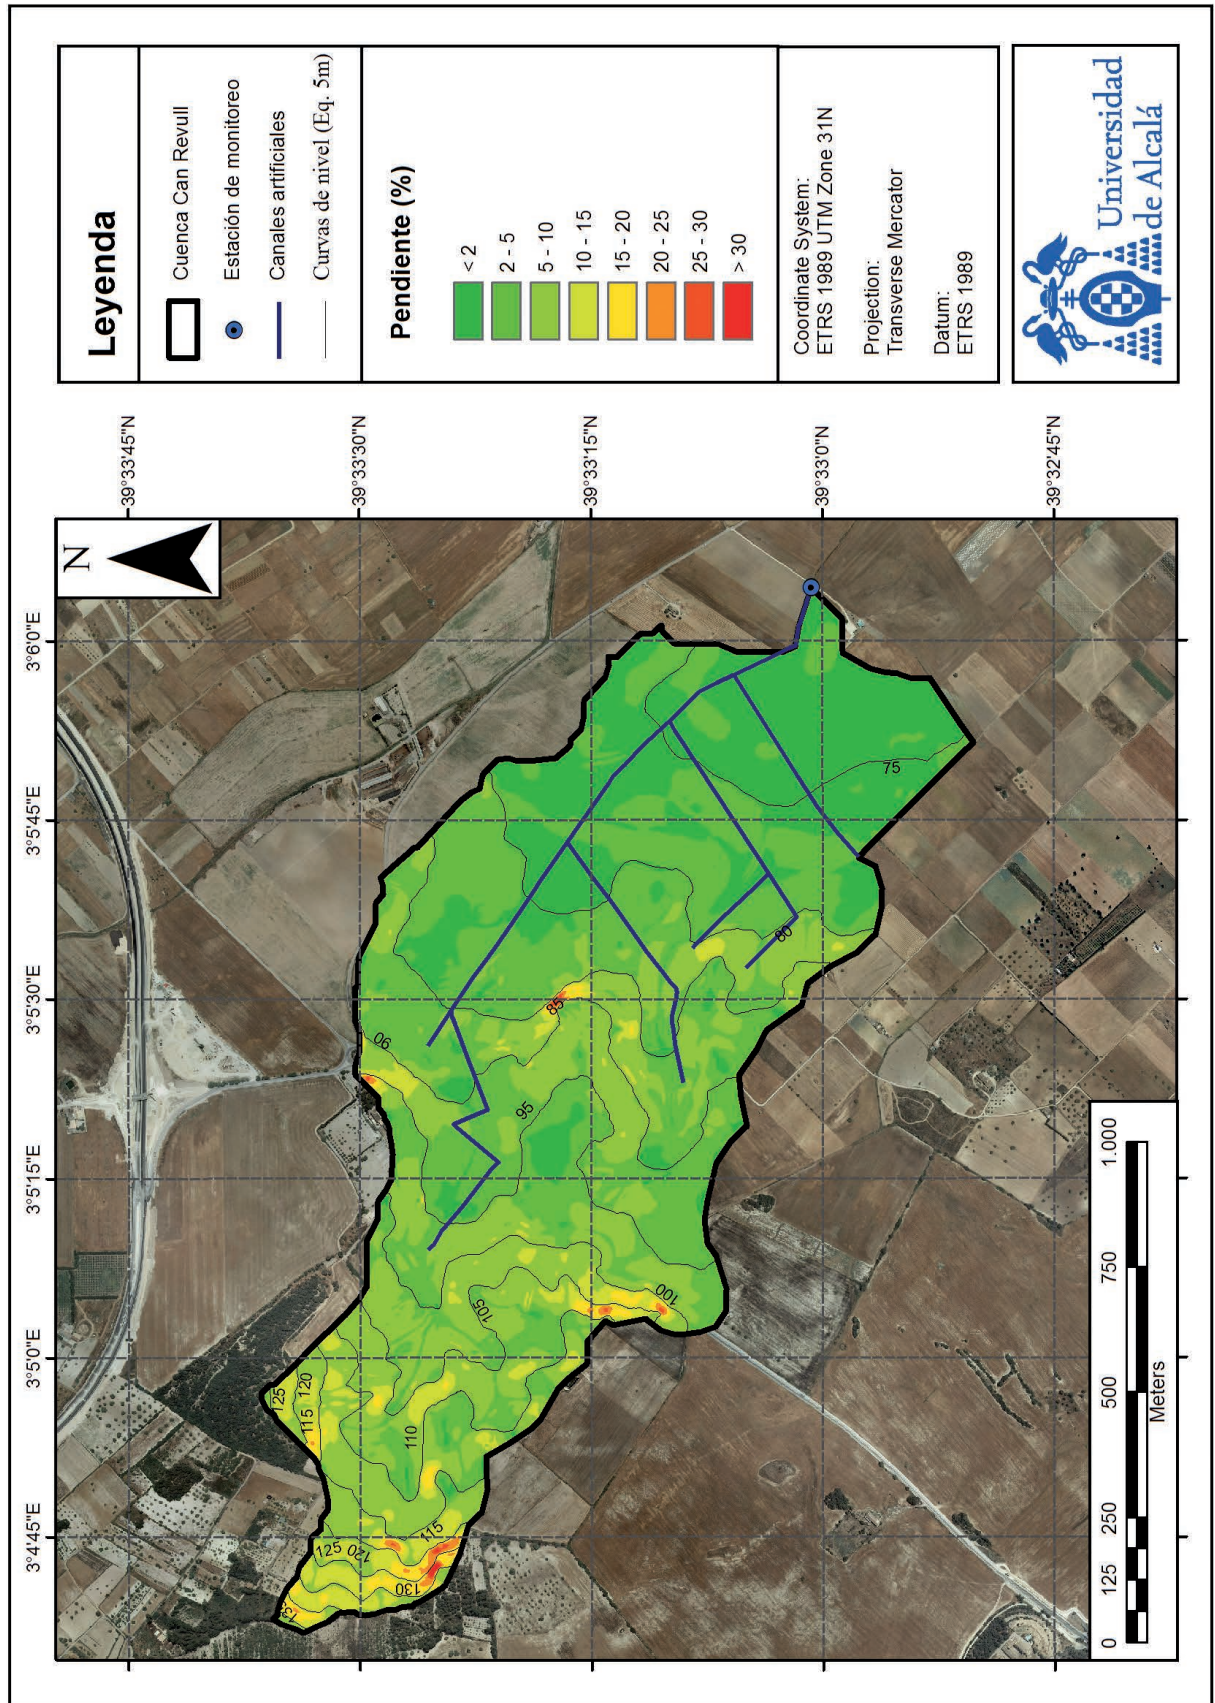 Leyenda
Cuenca Can Revull
Estación de monitoreo
Canales artificiales
Curvas de nivel (Eq. 5m)
Pendiente (%)
< 2
2 - 5
5 - 10
10 - 15
15 - 20
20 - 25
25 - 30
> 30
Coordinate System:
ETRS 1989 UTM Zone 31N
Projection:
Transverse Mercator
Datum:
ETRS 1989
Universidad
de Alcalá
N
3°4'45"E
3°5'0"E
3°5'15"E
3°5'30"E
3°5'45"E
3°6'0"E
39°33'45"N
39°33'30"N
39°33'15"N
39°33'0"N
39°32'45"N
125
120
115
110
105
125
120
115
130
100
95
90
85
80
75
0
125
250
500
750
1.000
Meters